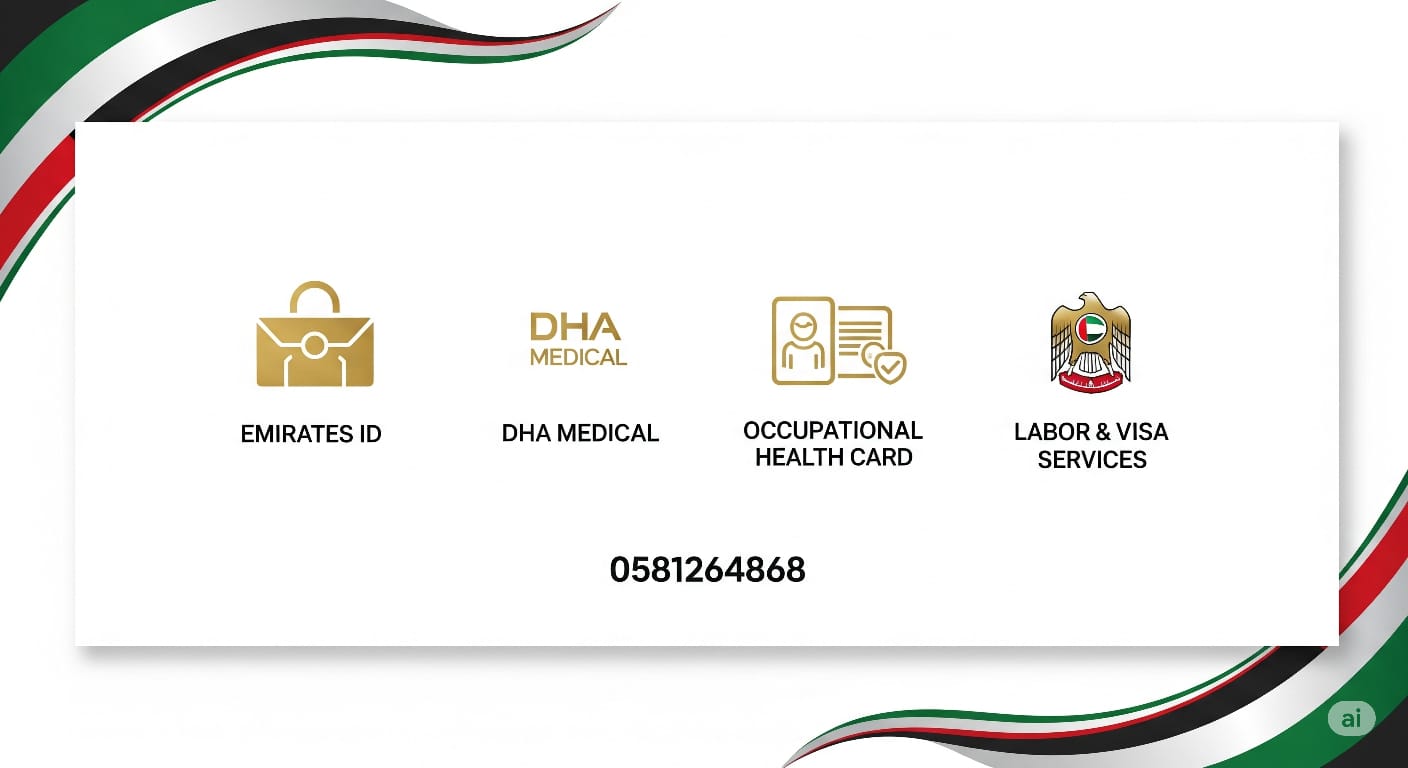 DHA
MEDICAL
EMIRATES ID
DHA MEDICAL
OCCUPATIONAL
HEALTH CARD
LABOR & VISA
SERVICES
0581264868
ai